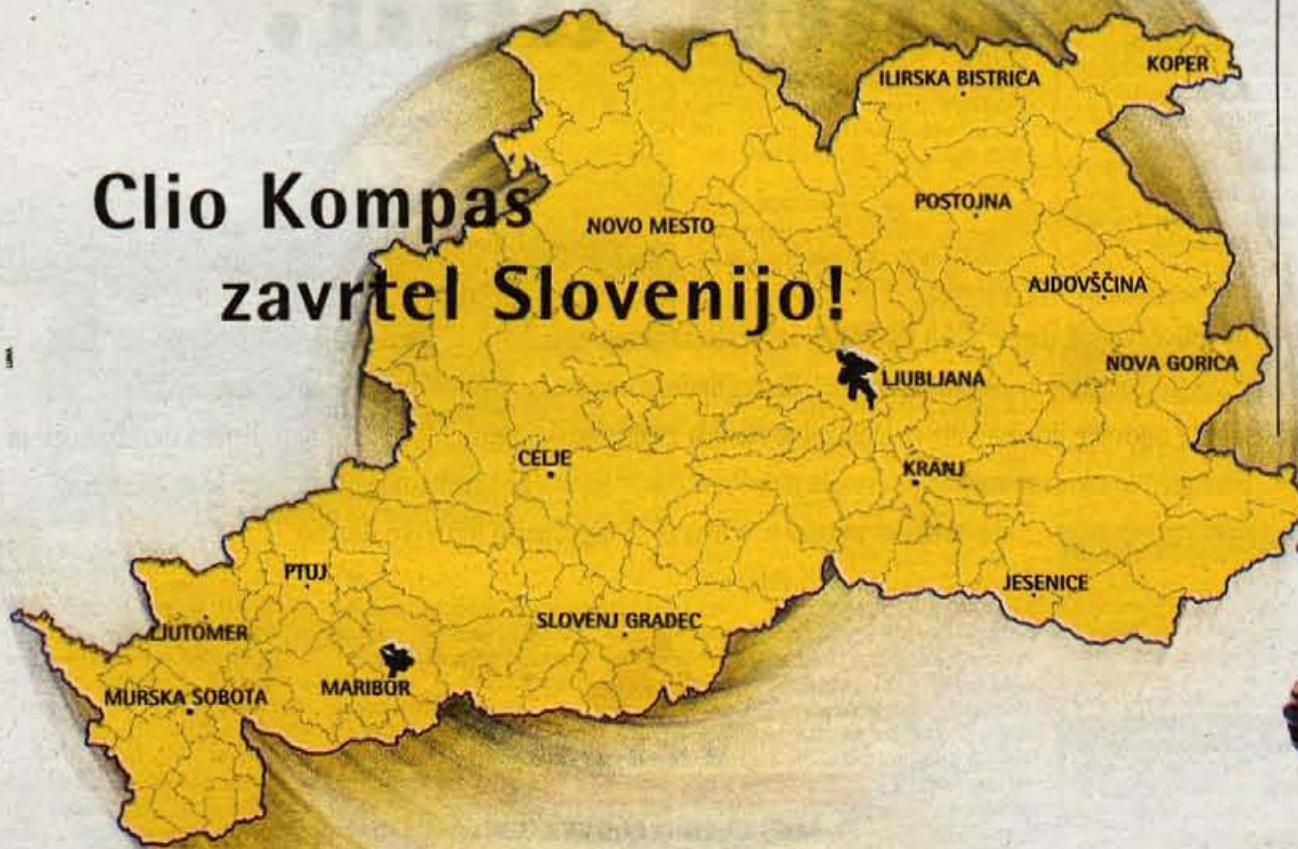 KOPER
ILIRSKA BISTRICA
Clio Kompas
POSTOJNA
NOVO MESTO
zavrtel Slovenijo!
AJDOVŠČINA
NOVA GORICA
LJUBLJANA
CELJE
KRANJ
PTUJ
JESENICE
LJUTOMER
SLOVENJ GRADEC
MURSKA SOBOTA
MARIBOR